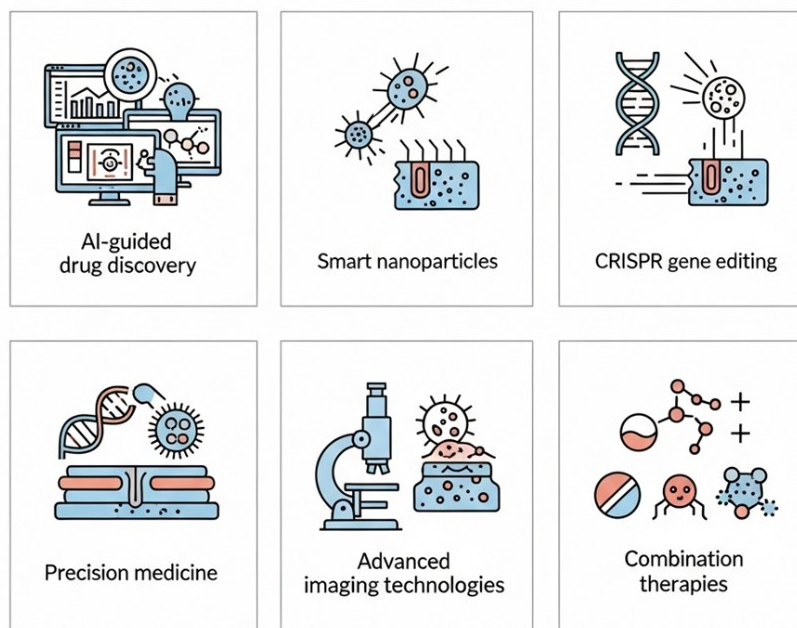 AI-guided
drug discovery
Smart nanoparticles
CRISPR gene editing
Precision medicine
Advanced
imaging technologies
Combination
therapies